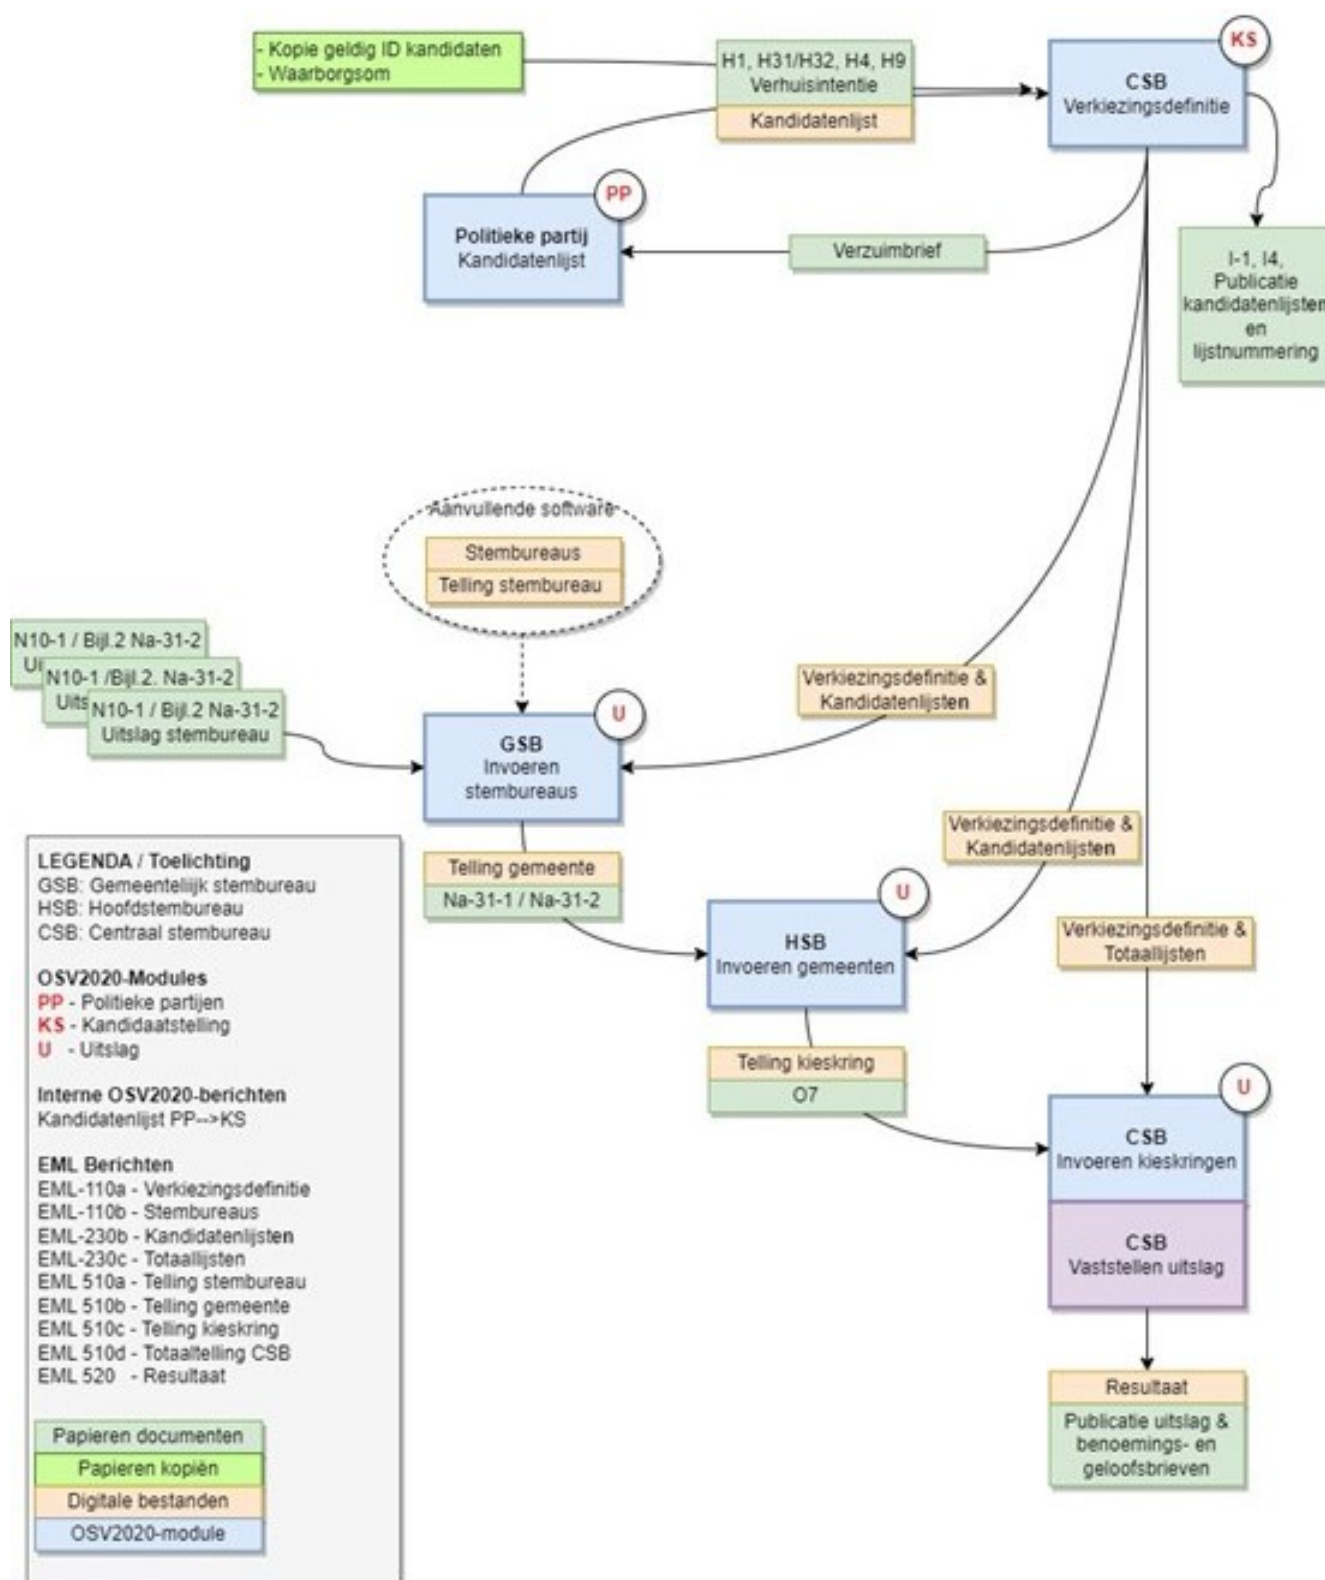 - Kopie geldig ID kandidaten
- Waarborgsom
H1, H31/H32, H4, H9
Verhuisintentie
Kandidatenlijst
KS
CSB
Verkiezingsdefinitie
PP
Politieke partij
Kandidatenlijst
Verzuimbrief
I-1, I4,
Publicatie
kandidatenlijsten
en
lijstnummering
Aanvullende software
Stembureaus
Telling stembureau
N10-1 / Bijl.2 Na-31-2
N10-1 /Bijl.2. Na-31-2
N10-1 / Bijl.2 Na-31-2
Uitslag stembureau
U
GSB
Invoeren
stembureaus
Verkiezingsdefinitie &
Kandidatenlijsten
Telling gemeente
Na-31-1 / Na-31-2
Verkiezingsdefinitie &
Kandidatenlijsten
U
HSB
Invoeren gemeenten
Verkiezingsdefinitie &
Totaallijsten
Telling kieskring
O7
U
CSB
Invoeren kieskringen
CSB
Vaststellen uitslag
Resultaat
Publicatie uitslag &
benoemings- en
geloofsbrieven
LEGENDA / Toelichting
GSB: Gemeenteliijk stembureau
HSB: Hoofdstembureau
CSB: Centraal stembureau
OSV2020-Modules
PP - Politieke partijen
KS - Kandidaatstelling
U - Uitslag
Interne OSV2020-berichten
Kandidatenlijst PP-->KS
EML Berichten
EML-110a - Verkiezingsdefinitie
EML-110b - Stembureaus
EML-230b - Kandidatenlijsten
EML-230c - Totaallijsten
EML 510a - Telling stembureau
EML 510b - Telling gemeente
EML 510c - Telling kieskring
EML 510d - Totaaltelling CSB
EML 520 - Resultaat
Papieren documenten
Papieren kopiën
Digitale bestanden
OSV2020-module